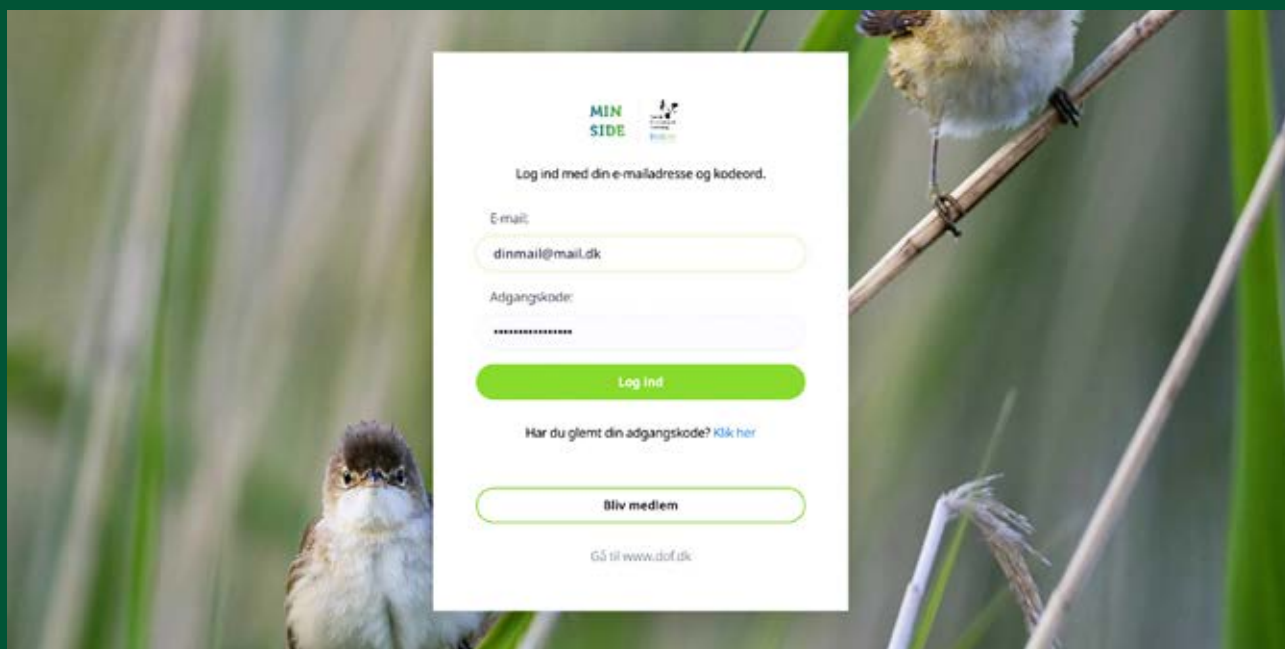 MIN
SIDE
Log ind med din e-mailadresse og kodeord.
E-mail:
dinmail@mail.dk
Adgangskode:
Log ind
Har du glemt din adgangskode? Klik her
Bliv medlem
Gå til www.dof.dk